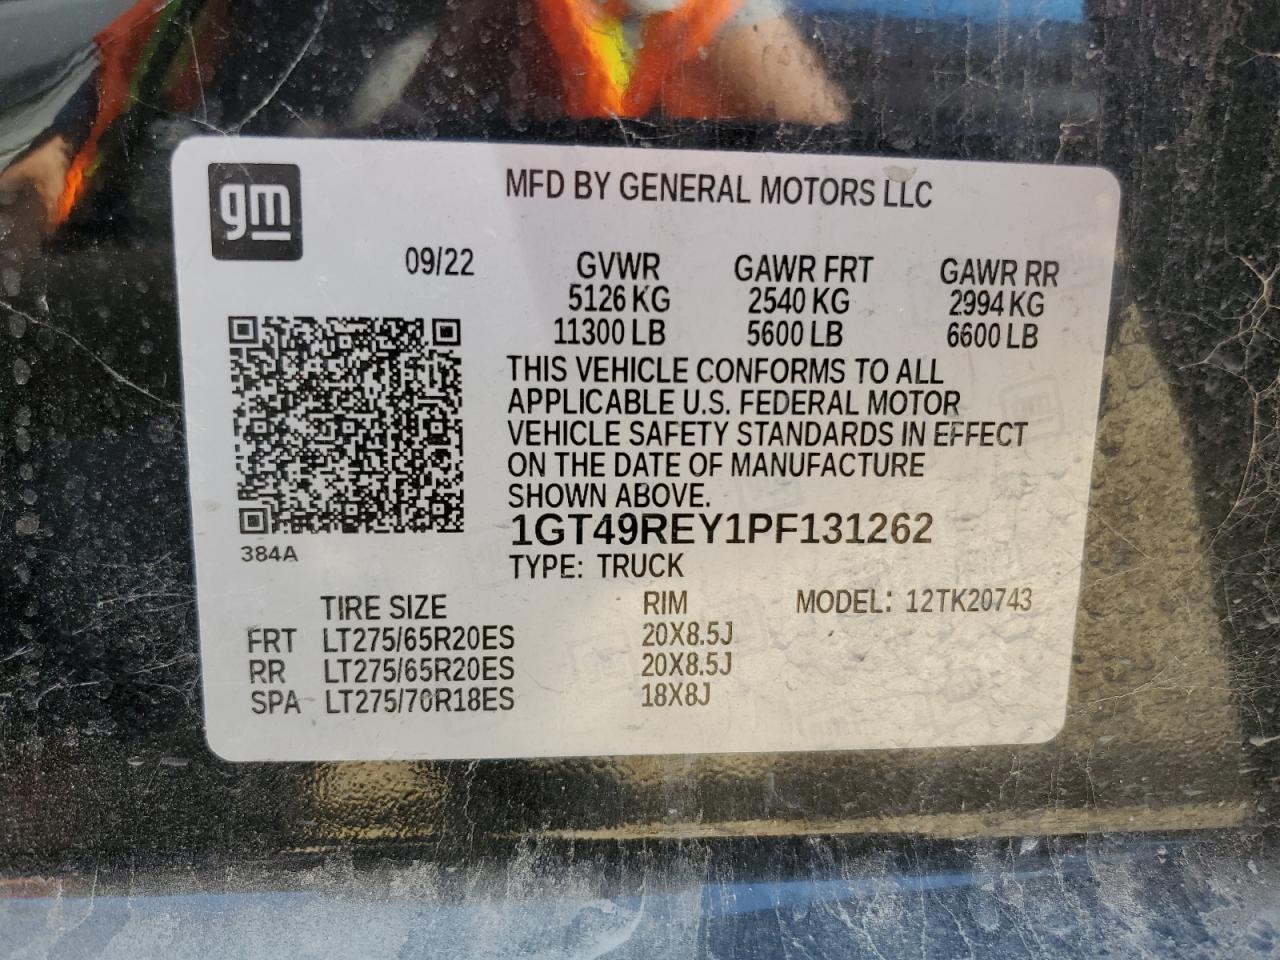 gm
MFD BY GENERAL MOTORS LLC
09/22 GVWR GAWR FRT GAWR RR
5126 KG 2540 KG 2994 KG
11300 LB 5600 LB 6600 LB
THIS VEHICLE CONFORMS TO ALL
APPLICABLE U.S. FEDERAL MOTOR
VEHICLE SAFETY STANDARDS IN EFFECT
ON THE DATE OF MANUFACTURE
SHOWN ABOVE.
1GT49REY1PF131262
384A
TYPE: TRUCK
TIRE SIZE RIM MODEL: 12TK20743
FRT LT275/65R20ES 20X8.5J
RR LT275/65R20ES 20X8.5J
SPA LT275/70R18ES 18X8J